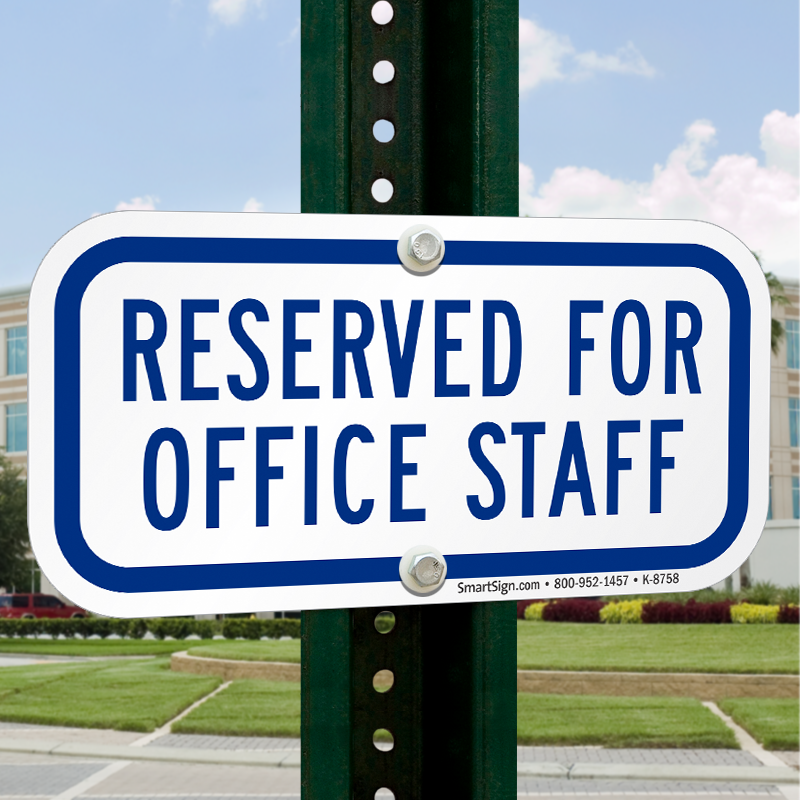 RESERVED FOR
OFFICE STAFF
SmartSign.com • 800-952-1457 • K-8758